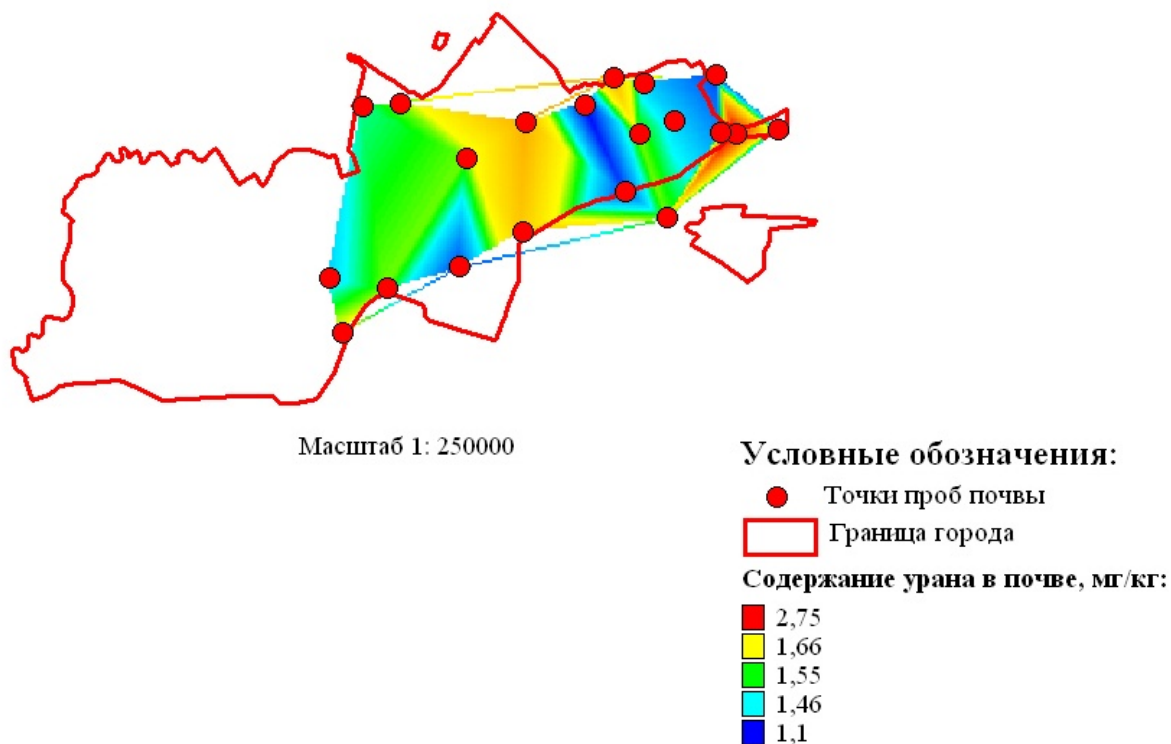 Масштаб 1: 250000
Условные обозначения:
Точки проб почвы
Граница города
Содержание урана в почве, мг/кг:
2,75
1,66
1,55
1,46
1,1